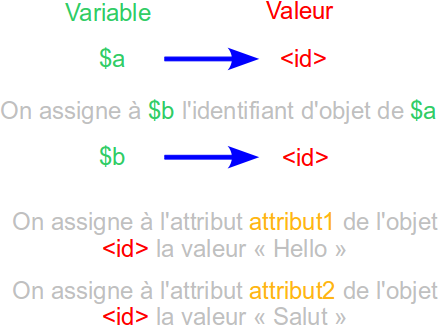 Variable Valeur
$a <id>
On assigne à $b l'identifiant d'objet de $a
$b <id>
On assigne à l'attribut attribut1 de l'objet
<id> la valeur « Hello »
On assigne à l'attribut attribut2 de l'objet
<id> la valeur « Salut »